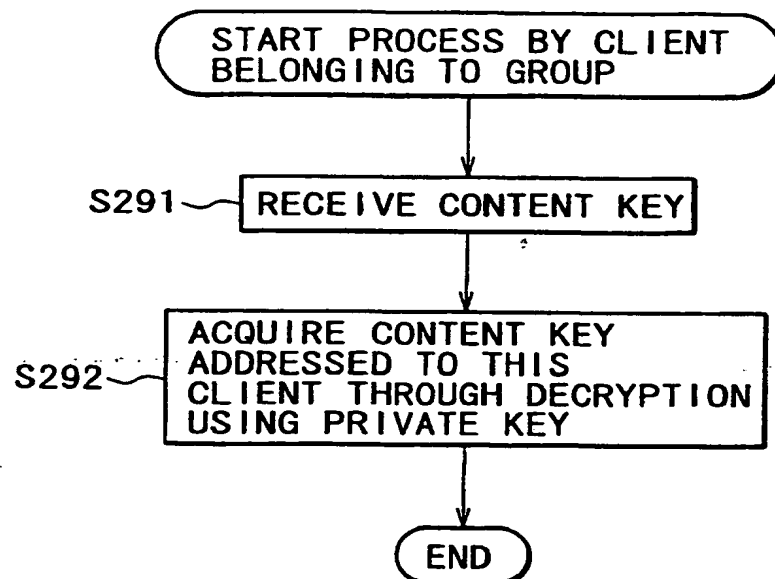 START PROCESS BY CLIENT
BELONGING TO GROUP
S291
RECEIVE CONTENT KEY
S292
ACQUIRE CONTENT KEY
ADDRESSED TO THIS
CLIENT THROUGH DECRYPTION
USING PRIVATE KEY
END